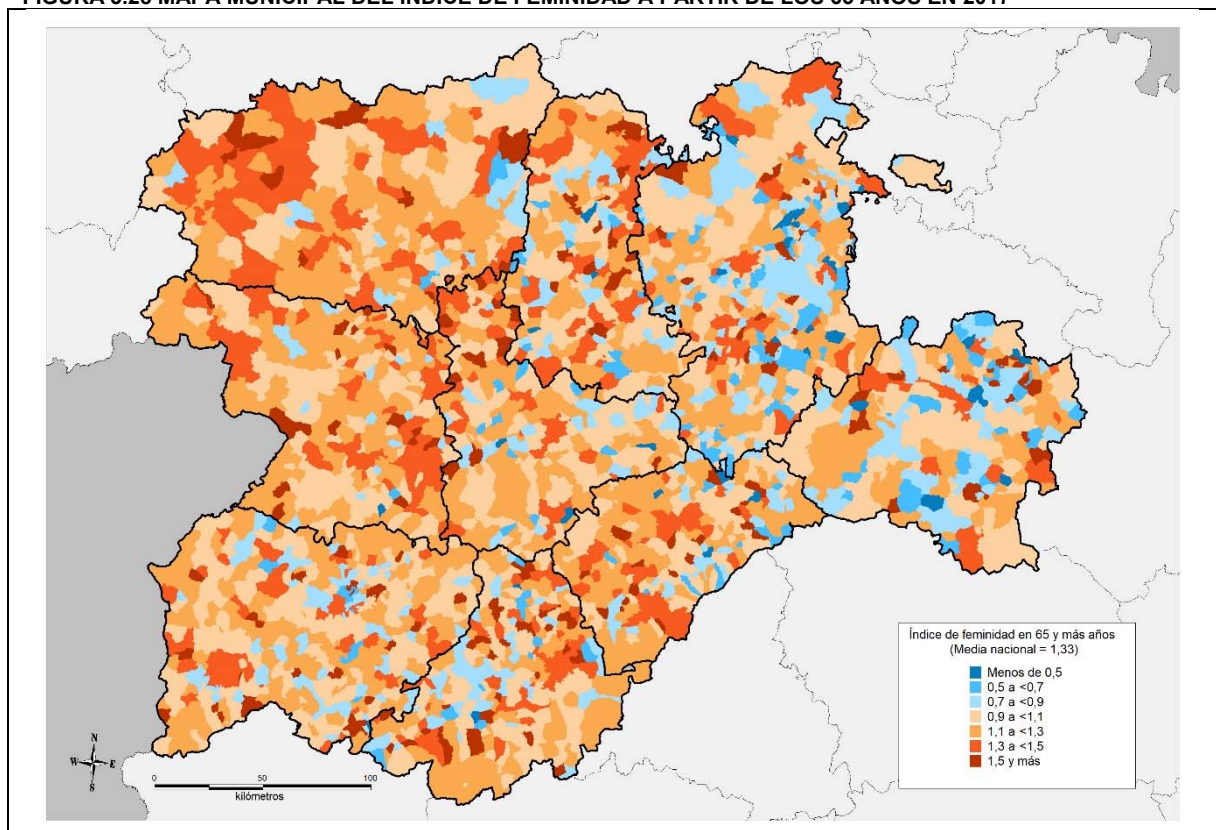 Índice de feminidad en 65 y más años
(Media nacional = 1,33)
Menos de 0,5
0,5 a <0,7
0,7 a <0,9
0,9 a <1,1
1,1 a <1,3
1,3 a <1,5
1,5 y más
N
W E
S
0 50 100
kilómetros